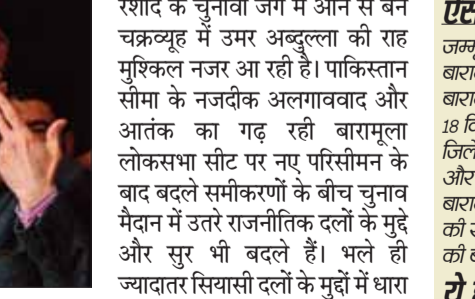 रशीद के चुनावी जंग में आने से बने
चक्रव्यूह में उमर अब्दुल्ला की राह
मुश्किल नजर आ रही है। पाकिस्तान
सीमा के नजदीक अलगाववाद और
आतंक का गढ़ रही बारामूला
लोकसभा सीट पर नए परिसीमन के
बाद बदले समीकरणों के बीच चुनाव
मैदान में उतरे राजनीतिक दलों के मुद्दे
और सुर भी बदले हैं। भले ही
ज्यादातर सियासी दलों के मुद्दों में धारा
18
और
की